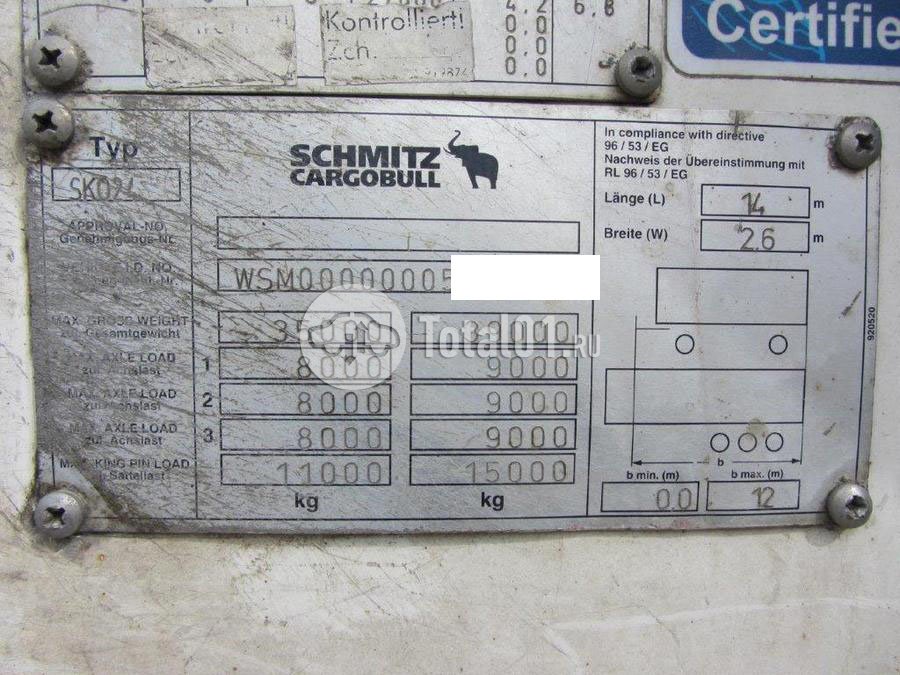 Kontrolliert!
Zch.
4,2 6,8
0,0
0,0
0,0
Certifie
Typ
SKO24
SCHMITZ
CARGOBULL
APPROVAL-NO.
Genehmigungs-Nr.
WSM00000005
MAX. GROSS WEIGHT
zul. Gesamtgewicht
35000
MAX. AXLE LOAD
zul. Achslast
1 8000 9000
MAX. AXLE LOAD
zul. Achslast
2 8000 9000
MAX. AXLE LOAD
zul. Achslast
3 8000 9000
MAX. KING PIN LOAD
11000 15000
kg kg
Total01.RU
In compliance with directive
96 / 53 / EG
Nachweis der Übereinstimmung mit
RL 96 / 53 / EG
Länge (L) 14 m
Breite (W) 2.6 m
b
b min. (m) b max. (m)
0.0 12
920520